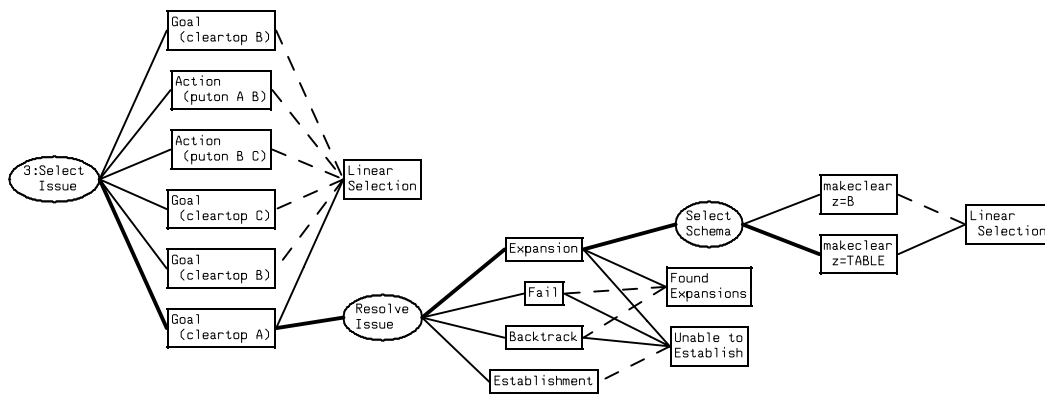 Goal
(cleartop B)
Action
(puton A B)
Action
(puton B C)
3:Select
Issue
Linear
Selection
Goal
(cleartop C)
Goal
(cleartop B)
Goal
(cleartop A)
Resolve
Issue
Expansion
Fail
Backtrack
Establishment
Select
Schema
Found
Expansions
Unable to
Establish
makeclear
z=B
makeclear
z=TABLE
Linear
Selection